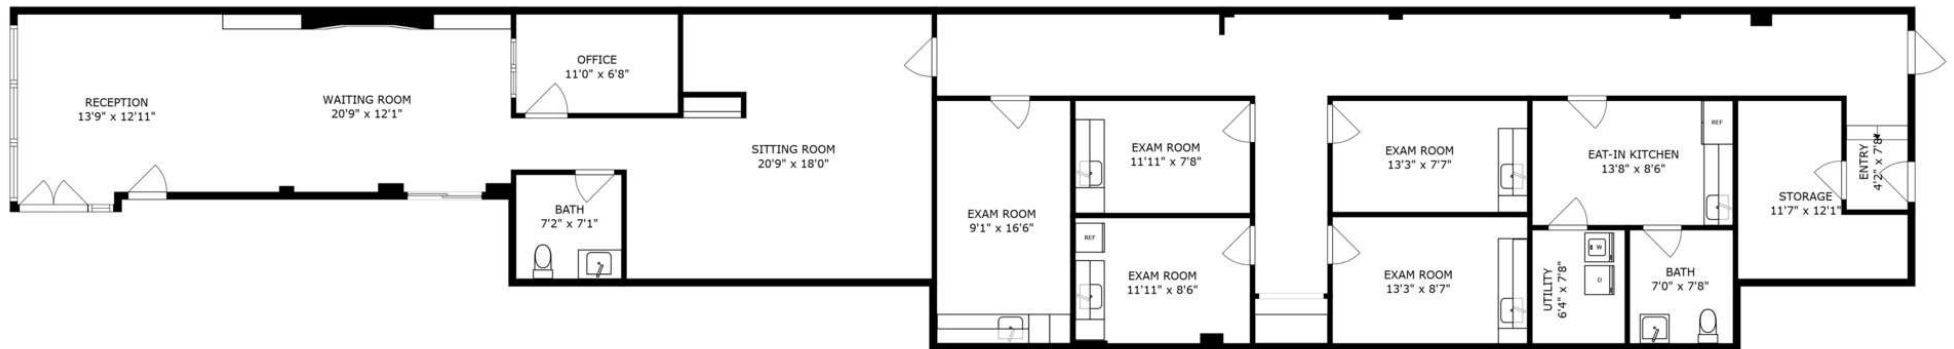 RECEPTION
13'9" x 12'11"
WAITING ROOM
20'9" x 12'1"
OFFICE
11'0" x 6'8"
BATH
7'2" x 7'1"
SITTING ROOM
20'9" x 18'0"
EXAM ROOM
9'1" x 16'6"
EXAM ROOM
11'11" x 7'8"
REF
EXAM ROOM
11'11" x 8'6"
EXAM ROOM
13'3" x 7'7"
EXAM ROOM
13'3" x 8'7"
REF
EAT-IN KITCHEN
13'8" x 8'6"
UTILITY
6'4" x 7'8"
W
D
BATH
7'0" x 7'8"
STORAGE
11'7" x 12'1"
ENTRY
4'2" x 7'8"